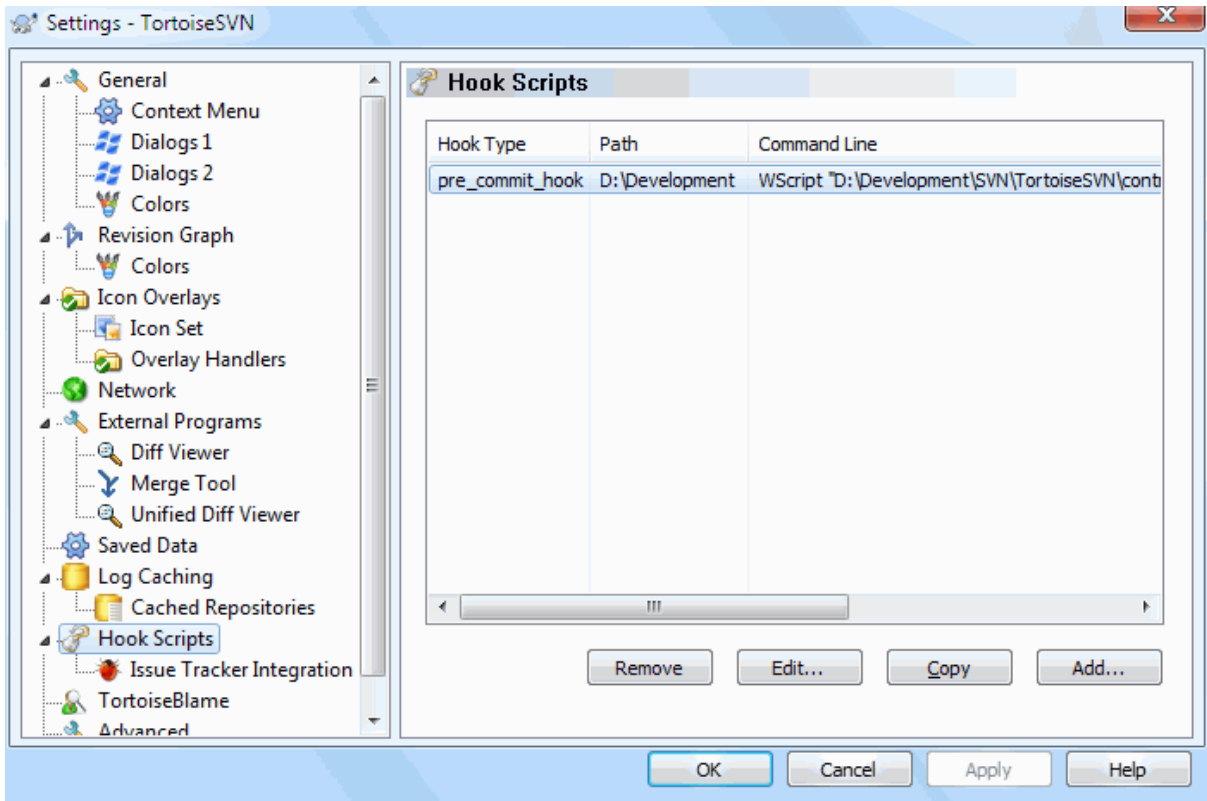 Settings - TortoiseSVN
General
Context Menu
Dialogs 1
Dialogs 2
Colors
Revision Graph
Colors
Icon Overlays
Icon Set
Overlay Handlers
Network
External Programs
Diff Viewer
Merge Tool
Unified Diff Viewer
Saved Data
Log Caching
Cached Repositories
Hook Scripts
Issue Tracker Integration
TortoiseBlame
Advanced
Hook Scripts
Hook Type Path Command Line
pre_commit_hook D:\Development WScript "D:\Development\SVN\TortoiseSVN\contr
Remove Edit... Copy Add...
OK Cancel Apply Help